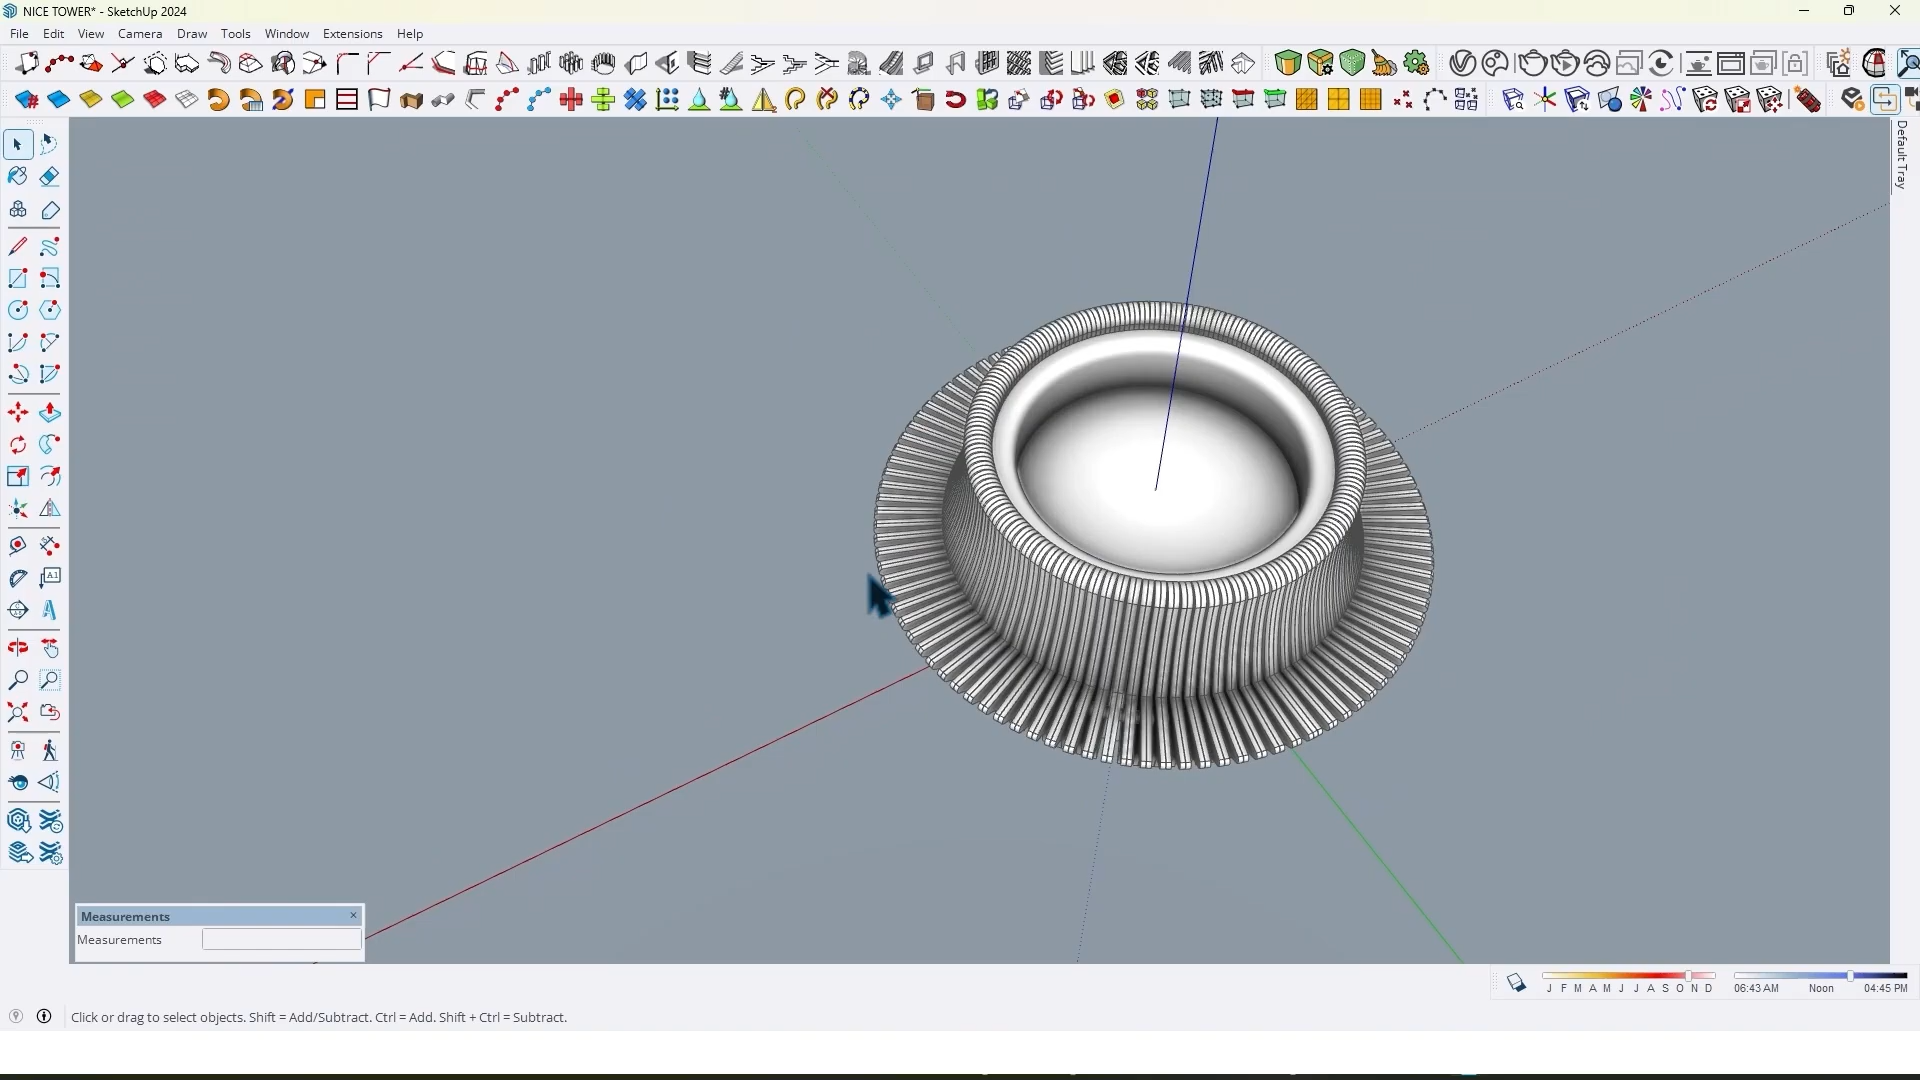 NICE TOWER* - SketchUp 2024
File Edit View Camera Draw Tools Window Extensions Help
Default Tray
Measurements
Measurements
J F M A M J J A S O N D
06:43 AM Noon 04:45 PM
Click or drag to select objects. Shift = Add/Subtract. Ctrl = Add. Shift + Ctrl = Subtract.